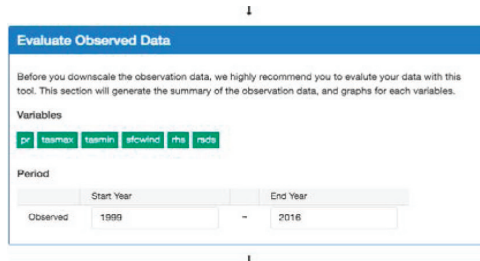 Evaluate Observed Data
Before you downscale the observation data, we highly recommend you to evalute your data with this
tool. This section will generate the summary of the observation data, and graphs for each variables.
Variables
pr tasmax tasmin sfcwind rhs rsds
Period
Start Year End Year
Observed 1999 - 2016